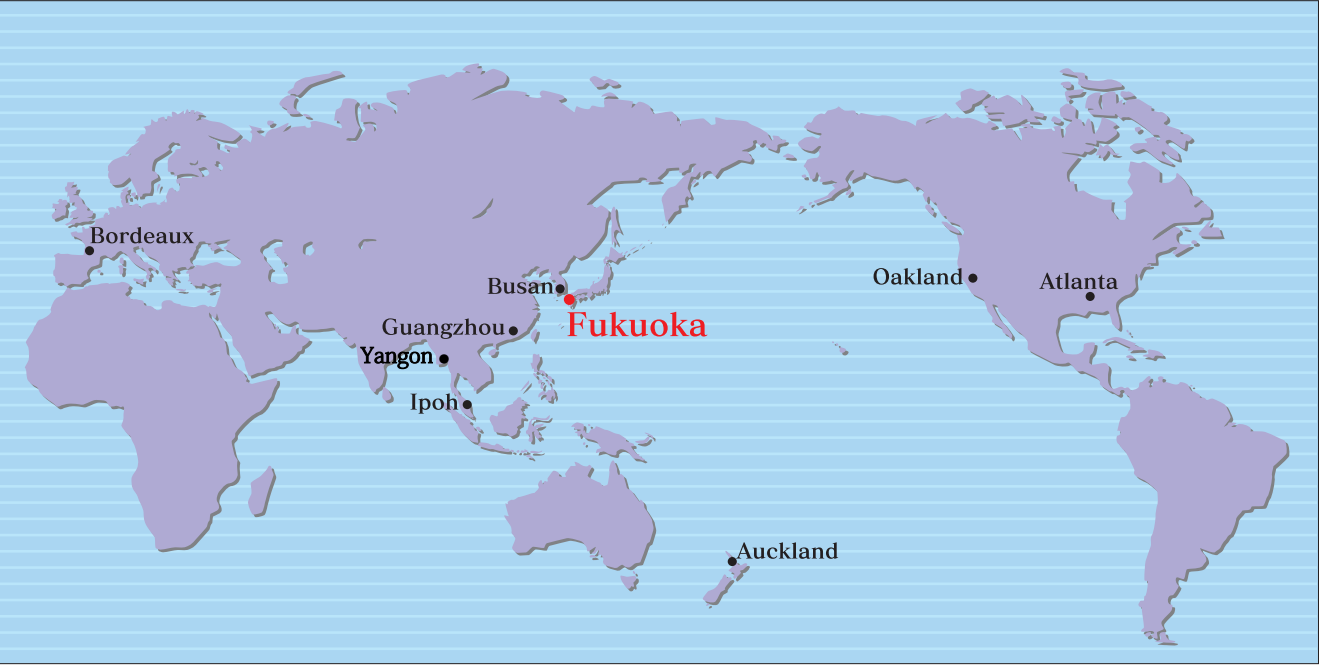 Bordeaux
Oakland
Atlanta
Busan
Fukuoka
Guangzhou
Yangon
Ipoh
Auckland